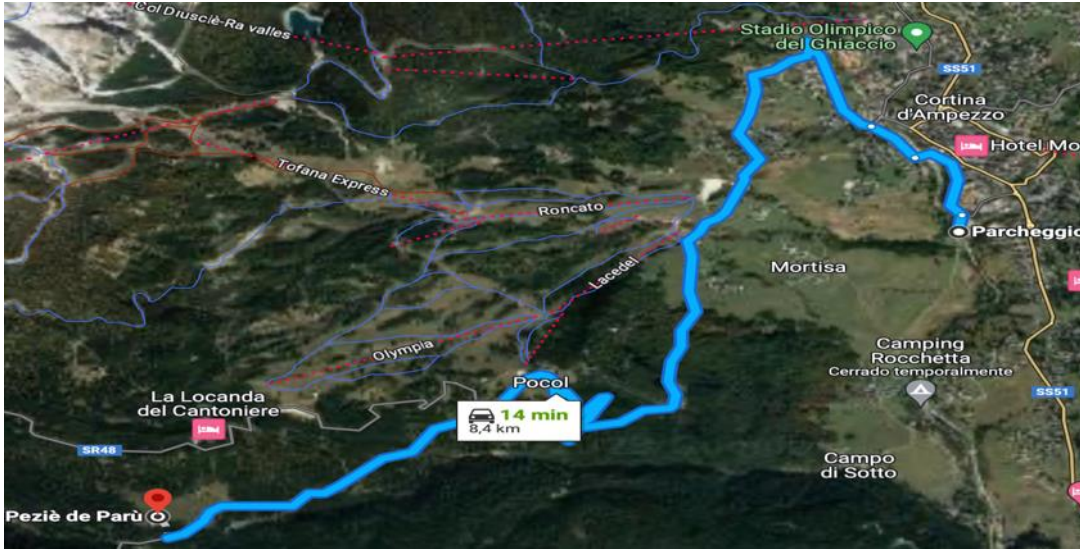 Col Diusclè-Ra valles
Stadio Olimpico
del Ghiaccio
SS51
Cortina
d'Ampezzo
Hotel Mo
Tofana Express
Roncato
Parcheggio
Lacedel
Mortisa
Olympia
Camping
Rocchetta
Cerrado temporalmente
Pocol
La Locanda
del Cantoniere
14 min
8,4 km
SS51
SR48
Campo
di Sotto
Peziè de Parù